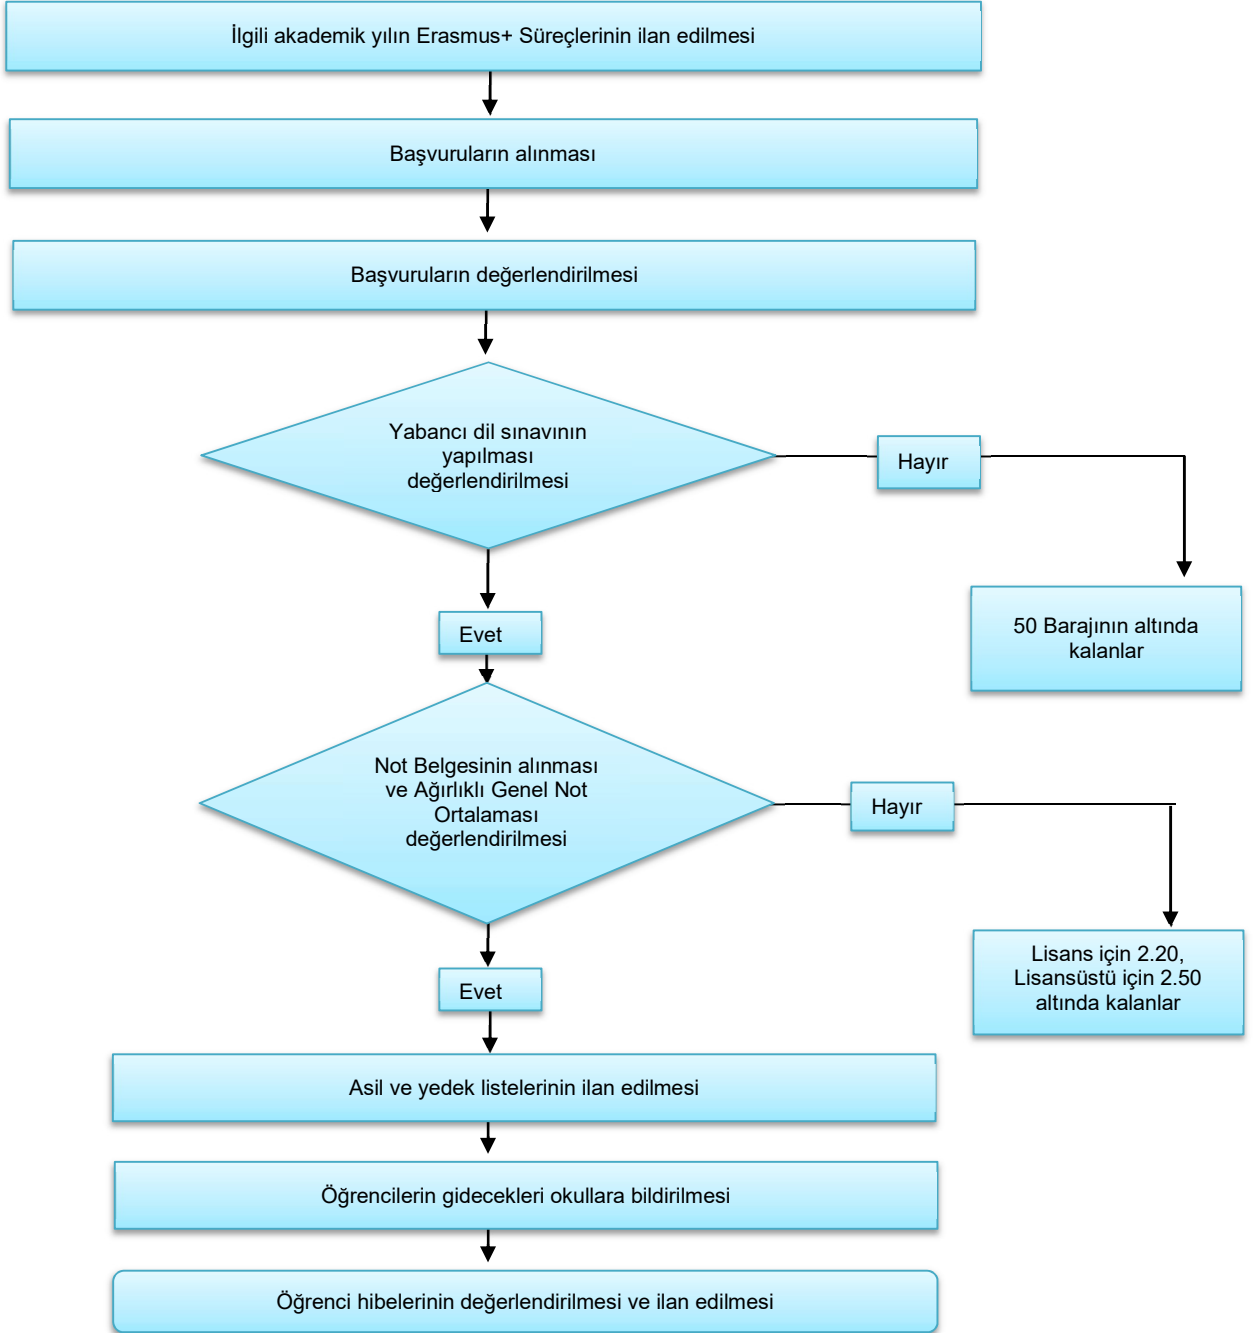 İlgili akademik yılın Erasmus+ Süreçlerinin ilan edilmesi
Başvuruların alınması
Başvuruların değerlendirilmesi
Yabancı dil sınavının
yapılması
değerlendirilmesi
Hayır
50 Barajının altında
kalanlar
Evet
Not Belgesinin alınması
ve Ağırlıklı Genel Not
Ortalaması
değerlendirilmesi
Hayır
Lisans için 2.20,
Lisansüstü için 2.50
altında kalanlar
Evet
Asil ve yedek listelerinin ilan edilmesi
Öğrencilerin gidecekleri okullara bildirilmesi
Öğrenci hibelerinin değerlendirilmesi ve ilan edilmesi